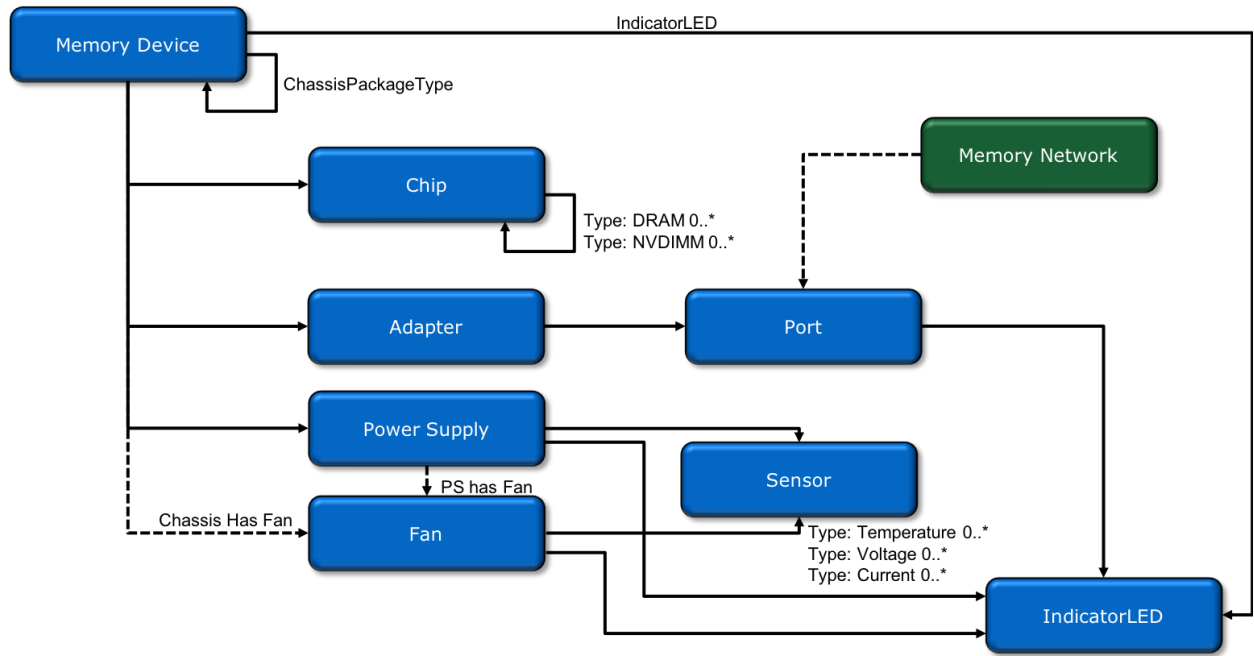 IndicatorLED
Memory Device
ChassisPackageType
Memory Network
Chip
Type: DRAM 0..*
Type: NVDIMM 0..*
Adapter
Port
Power Supply
Sensor
PS has Fan
Chassis Has Fan
Fan
Type: Temperature 0..*
Type: Voltage 0..*
Type: Current 0..*
IndicatorLED